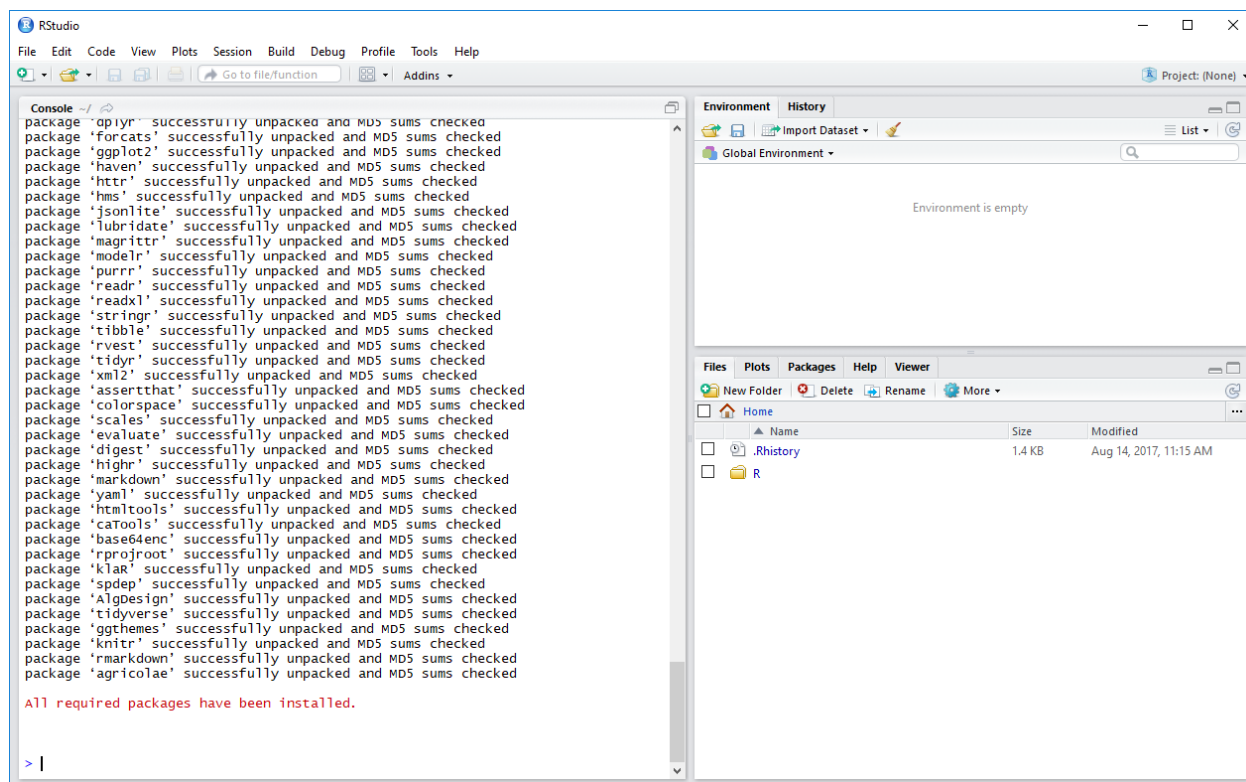 RStudio
File Edit Code View Plots Session Build Debug Profile Tools Help
Go to file/function Addins Project: (None)
Console ~/
package ‘dplyr’ successfully unpacked and MD5 sums checked
package ‘forcats’ successfully unpacked and MD5 sums checked
package ‘ggplot2’ successfully unpacked and MD5 sums checked
package ‘haven’ successfully unpacked and MD5 sums checked
package ‘httr’ successfully unpacked and MD5 sums checked
package ‘hms’ successfully unpacked and MD5 sums checked
package ‘jsonlite’ successfully unpacked and MD5 sums checked
package ‘lubridate’ successfully unpacked and MD5 sums checked
package ‘magrittr’ successfully unpacked and MD5 sums checked
package ‘modelr’ successfully unpacked and MD5 sums checked
package ‘purrr’ successfully unpacked and MD5 sums checked
package ‘readr’ successfully unpacked and MD5 sums checked
package ‘readxl’ successfully unpacked and MD5 sums checked
package ‘stringr’ successfully unpacked and MD5 sums checked
package ‘tibble’ successfully unpacked and MD5 sums checked
package ‘rvest’ successfully unpacked and MD5 sums checked
package ‘tidyr’ successfully unpacked and MD5 sums checked
package ‘xml2’ successfully unpacked and MD5 sums checked
package ‘assertthat’ successfully unpacked and MD5 sums checked
package ‘colorspace’ successfully unpacked and MD5 sums checked
package ‘scales’ successfully unpacked and MD5 sums checked
package ‘evaluate’ successfully unpacked and MD5 sums checked
package ‘digest’ successfully unpacked and MD5 sums checked
package ‘highr’ successfully unpacked and MD5 sums checked
package ‘markdown’ successfully unpacked and MD5 sums checked
package ‘yaml’ successfully unpacked and MD5 sums checked
package ‘htmltools’ successfully unpacked and MD5 sums checked
package ‘caTools’ successfully unpacked and MD5 sums checked
package ‘base64enc’ successfully unpacked and MD5 sums checked
package ‘rprojroot’ successfully unpacked and MD5 sums checked
package ‘klaR’ successfully unpacked and MD5 sums checked
package ‘spdep’ successfully unpacked and MD5 sums checked
package ‘AlgDesign’ successfully unpacked and MD5 sums checked
package ‘tidyverse’ successfully unpacked and MD5 sums checked
package ‘ggthemes’ successfully unpacked and MD5 sums checked
package ‘knitr’ successfully unpacked and MD5 sums checked
package ‘rmarkdown’ successfully unpacked and MD5 sums checked
package ‘agricolae’ successfully unpacked and MD5 sums checked
All required packages have been installed.
>
Environment History
Import Dataset List
Global Environment
Environment is empty
Files Plots Packages Help Viewer
New Folder Delete Rename More
Home ...
Name Size Modified
.Rhistory 1.4 KB Aug 14, 2017, 11:15 AM
R